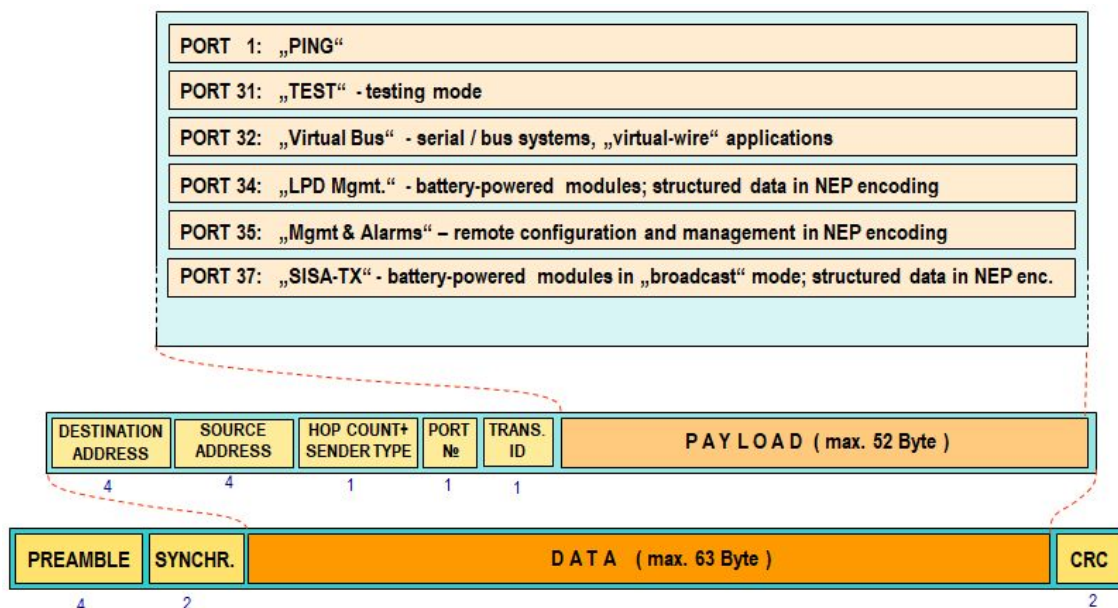 PORT 1: „PING“
PORT 31: „TEST“ - testing mode
PORT 32: „Virtual Bus“ - serial / bus systems, „virtual-wire“ applications
PORT 34: „LPD Mgmt.“ - battery-powered modules; structured data in NEP encoding
PORT 35: „Mgmt & Alarms“ – remote configuration and management in NEP encoding
PORT 37: „SISA-TX“ - battery-powered modules in „broadcast“ mode; structured data in NEP enc.
DESTINATION ADDRESS
SOURCE ADDRESS
HOP COUNT+ SENDER TYPE
PORT №
TRANS. ID
PAYLOAD ( max. 52 Byte )
4 4 1 1 1
PREAMBLE
SYNCHR.
DATA ( max. 63 Byte )
CRC
4 2 2